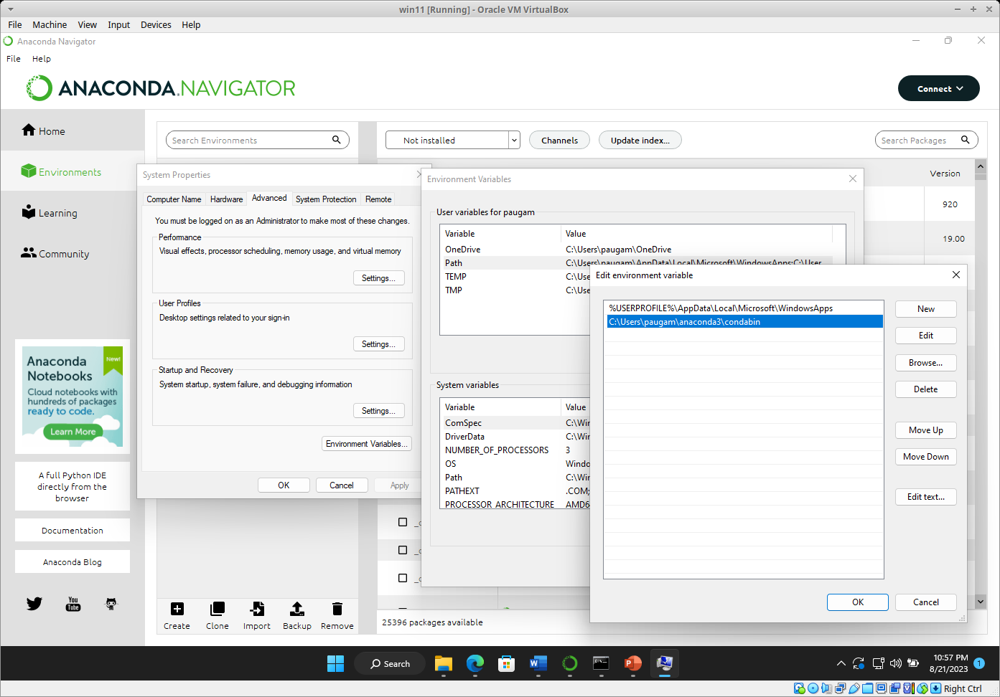 win11 [Running] - Oracle VM VirtualBox
File Machine View Input Devices Help
Anaconda Navigator
File Help
ANACONDA.NAVIGATOR
Connect
Home
Environments
Learning
Community
Search Environments
Not installed
Channels
Update index...
Search Packages
Version
920
19.00
System Properties
Computer Name Hardware Advanced System Protection Remote
You must be logged on as an Administrator to make most of these changes.
Performance
Visual effects, processor scheduling, memory usage, and virtual memory
Settings...
User Profiles
Desktop settings related to your sign-in
Settings...
Startup and Recovery
System startup, system failure, and debugging information
Settings...
Environment Variables...
OK Cancel Apply
Environment Variables
User variables for paugam
Variable Value
OneDrive C:\Users\paugam\OneDrive
Path C:\Users\paugam\AppData\Local\Microsoft\WindowsApps;C:\User
TEMP C:\Use
TMP C:\Use
System variables
Variable Value
ComSpec C:\Wir
DriverData C:\Wir
NUMBER_OF_PROCESSORS 3
OS Windo
Path C:\Wir
PATHEXT .COM;
PROCESSOR_ARCHITECTURE AMD6
Edit environment variable
%USERPROFILE%\AppData\Local\Microsoft\WindowsApps
C:\Users\paugam\anaconda3\condabin
New
Edit
Browse...
Delete
Move Up
Move Down
Edit text...
OK Cancel
Anaconda
Notebooks
New!
Cloud notebooks with
hundreds of packages
ready to code.
Learn More
A full Python IDE
directly from the
browser
Documentation
Anaconda Blog
You
Tube
Create Clone Import Backup Remove
25396 packages available
Search
10:57 PM
8/21/2023
1
Right Ctrl